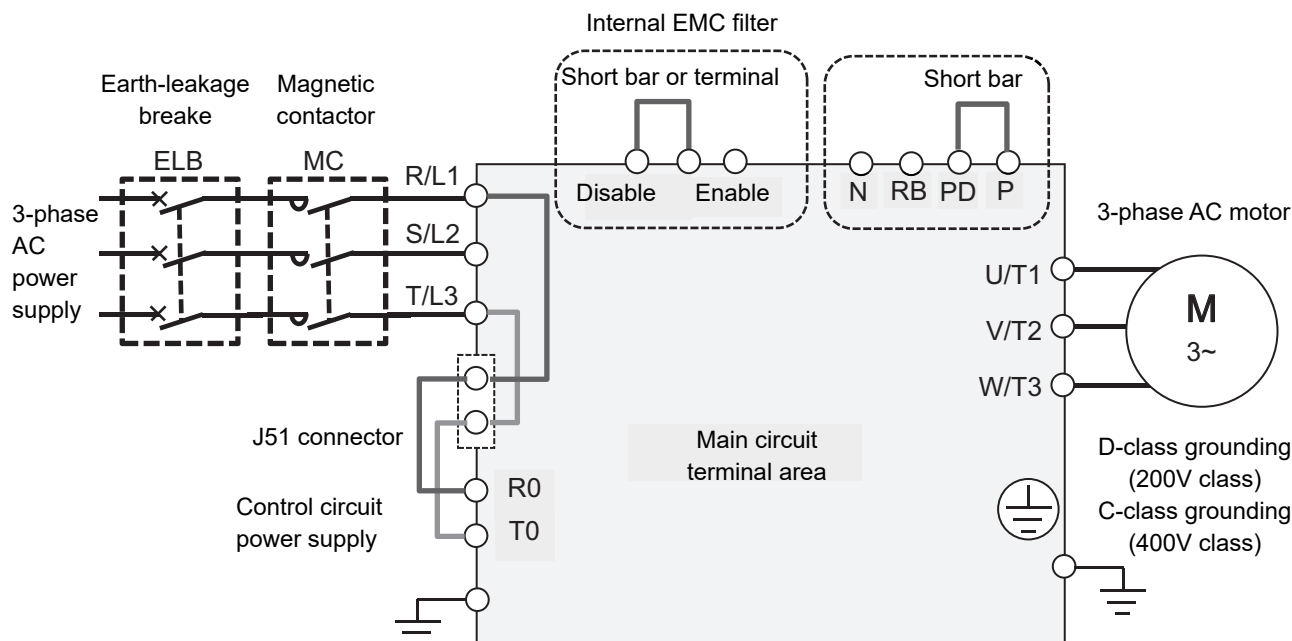 Internal EMC filter
Short bar or terminal
Short bar
Earth-leakage
breake
Magnetic
contactor
ELB
MC
R/L1
Disable
Enable
N
RB
PD
P
3-phase
AC
power
supply
S/L2
T/L3
3-phase AC motor
U/T1
V/T2
W/T3
M
3~
J51 connector
Main circuit
terminal area
R0
T0
Control circuit
power supply
D-class grounding
(200V class)
C-class grounding
(400V class)